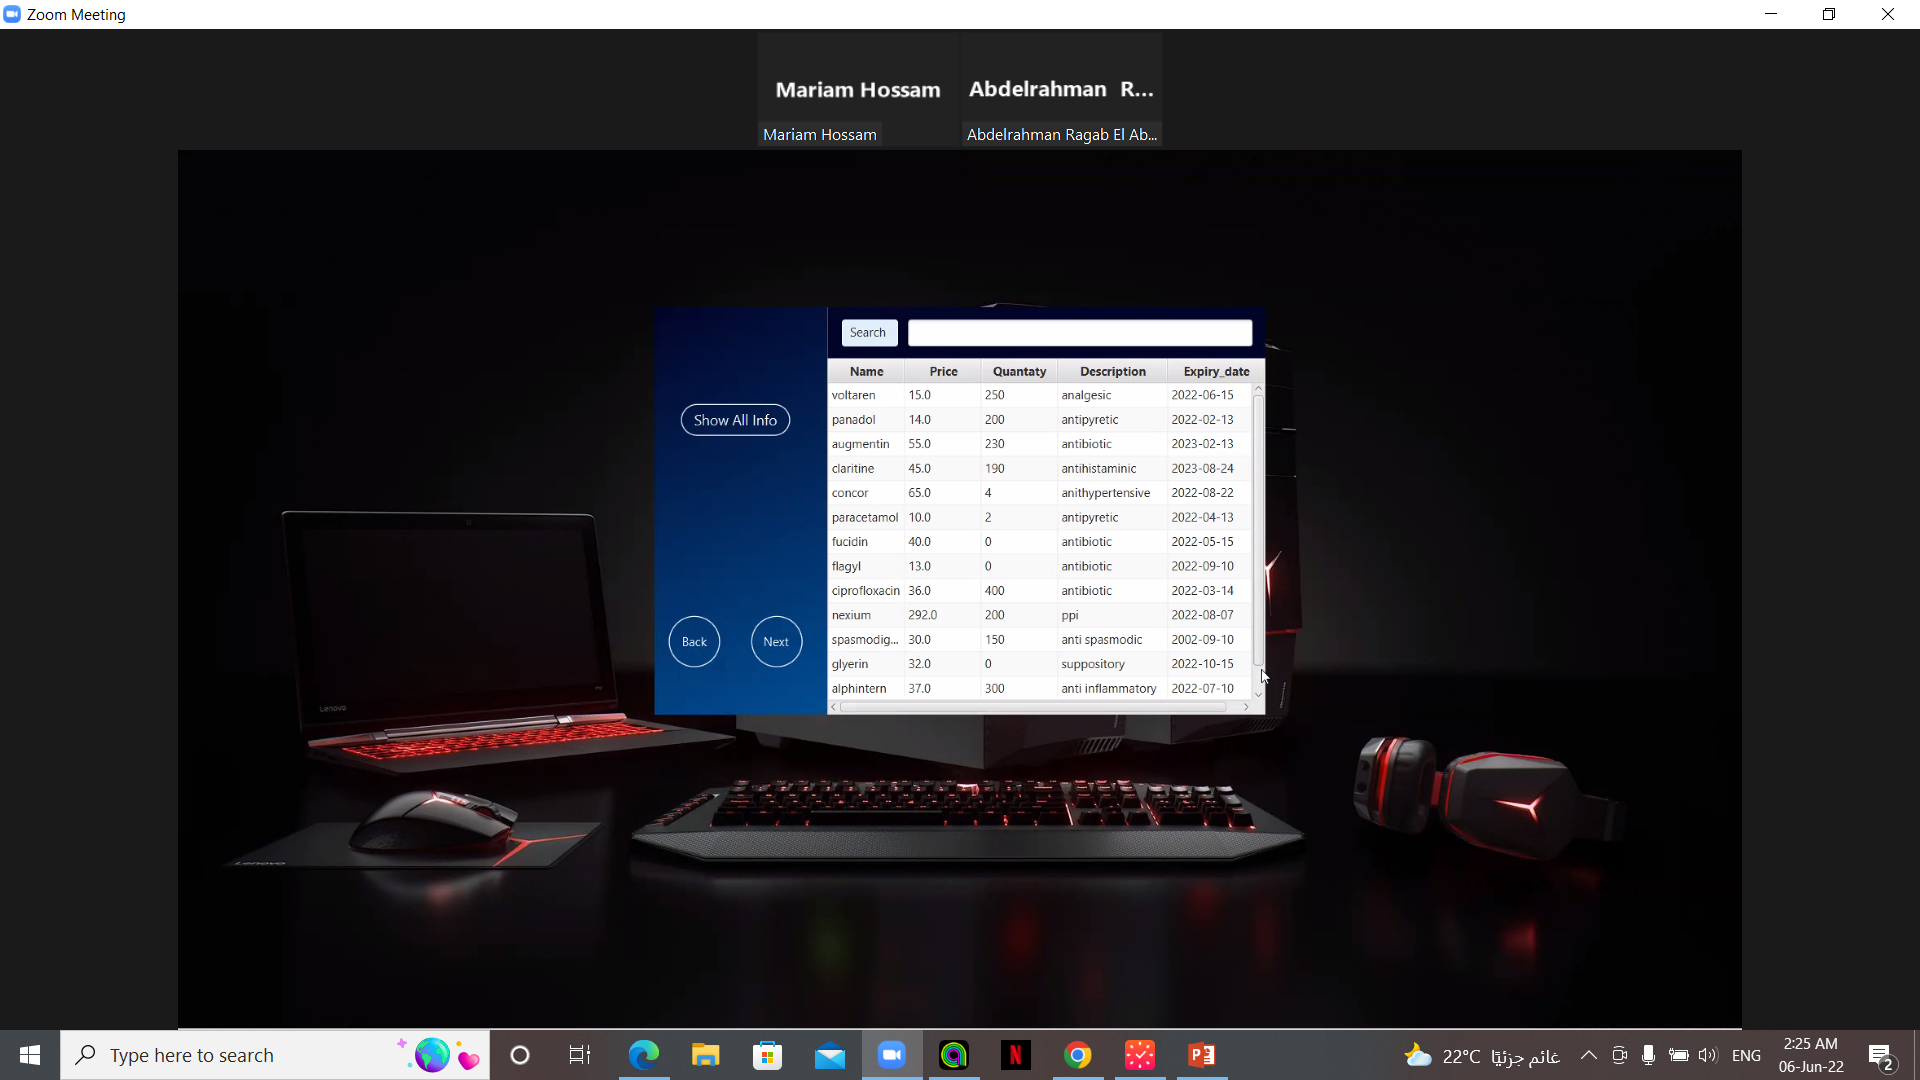 Zoom Meeting
Mariam Hossam
Abdelrahman R...
Mariam Hossam
Abdelrahman Ragab El Ab...
Search
Name Price Quantaty Description Expiry_date
voltaren 15.0 250 analgesic 2022-06-15
panadol 14.0 200 antipyretic 2022-02-13
augmentin 55.0 230 antibiotic 2023-02-13
claritine 45.0 190 antihistaminic 2023-08-24
concor 65.0 4 anithypertensive 2022-08-22
paracetamol 10.0 2 antipyretic 2022-04-13
fucidin 40.0 0 antibiotic 2022-05-15
flagyl 13.0 0 antibiotic 2022-09-10
ciprofloxacin 36.0 400 antibiotic 2022-03-14
nexium 292.0 200 ppi 2022-08-07
spasmodig... 30.0 150 anti spasmodic 2002-09-10
glyerin 32.0 0 suppository 2022-10-15
alphintern 37.0 300 anti inflammatory 2022-07-10
Show All Info
Back Next
Lenovo
Lenovo
Type here to search
22°C غائم جزئيًا
ENG
2:25 AM
06-Jun-22
2